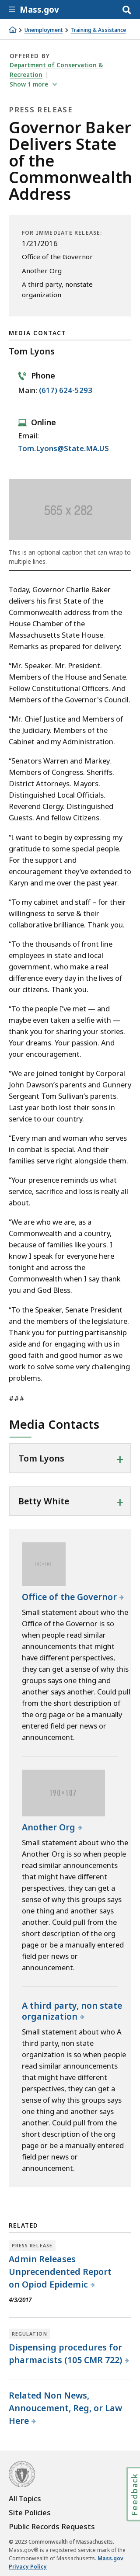 Mass.gov
Unemployment > Training & Assistance
OFFERED BY
Department of Conservation &
Recreation
Show 1 more
PRESS RELEASE
Governor Baker
Delivers State
of the
Commonwealth
Address
FOR IMMEDIATE RELEASE:
1/21/2016
Office of the Governor
Another Org
A third party, nonstate
organization
MEDIA CONTACT
Tom Lyons
Phone
Main: (617) 624-5293
Online
Email:
Tom.Lyons@State.MA.US
565 x 282
This is an optional caption that can wrap to
multiple lines.
Today, Governor Charlie Baker
delivers his first State of the
Commonwealth address from the
House Chamber of the
Massachusetts State House.
Remarks as prepared for delivery:
“Mr. Speaker. Mr. President.
Members of the House and Senate.
Fellow Constitutional Officers. And
Members of the Governor's Council.
“Mr. Chief Justice and Members of
the Judiciary. Members of the
Cabinet and my Administration.
“Senators Warren and Markey.
Members of Congress. Sheriffs.
District Attorneys. Mayors.
Distinguished Local Officials,
Reverend Clergy. Distinguished
Guests. And fellow Citizens.
“I want to begin by expressing my
gratitude to some special people. I
wouldn't be here without the
support and encouragement
they've extended to Karyn and me
over the past year.
“To my cabinet and staff – for their
willingness to serve & their
collaborative brilliance. Thank you.
“To the thousands of front line
employees in state and local
government who do the work of
the people with purpose and
enthusiasm, each and every day, in
every city and town across the
Commonwealth. Thank you.
“To the people I've met — and
maybe even taken a selfie with —
thank you for sharing your stories.
Your dreams. Your passion. And
your encouragement.
“We are joined tonight by Corporal
John Dawson's parents and Gunnery
Sergeant Tom Sullivan's parents.
Last year both lost their sons in
service to our country.
“Every man and woman who serves
is a child of somebody. And their
families serve right alongside them.
“Your presence reminds us what
service, sacrifice and loss is really all
about.
“We are who we are, as a
Commonwealth and a country,
because of families like yours. I
know I speak for everyone here
tonight and across the
Commonwealth when I say thank
you and God Bless.
“To the Speaker, Senate President
and the members of the legislature.
Thank you for putting partisanship
aside and focusing on doing good
work to help solve very challenging
problems.
###
Media Contacts
Tom Lyons
Betty White
Office of the Governor
Small statement about who the
Office of the Governor is so
when people read similar
announcements that might
have different perspectives,
they can get a sense of why
this groups says one thing and
another says another. Could pull
from the short description of
the org page or be a manually
entered field per news or
announcement.
190×107
Another Org
Small statement about who the
Another Org is so when people
read similar announcements
that might have different
perspectives, they can get a
sense of why this groups says
one thing and another says
another. Could pull from the
short description of the org
page or be a manually entered
field per news or
announcement.
A third party, non state
organization
Small statement about who A
third party, non state
organization is so when people
read similar announcements
that might have different
perspectives, they can get a
sense of why this groups says
one thing and another says
another. Could pull from the
short description of the org
page or be a manually entered
field per news or
announcement.
RELATED
PRESS RELEASE
Admin Releases
Unprecendented Report
on Opiod Epidemic
4/3/2017
REGULATION
Dispensing procedures for
pharmacists (105 CMR 722)
Related Non News,
Annoucement, Reg, or Law
Here
Feedback
All Topics
Site Policies
Public Records Requests
© 2023 Commonwealth of Massachusetts.
Mass.gov® is a registered service mark of the
Commonwealth of Massachusetts. Mass.gov
Privacy Policy